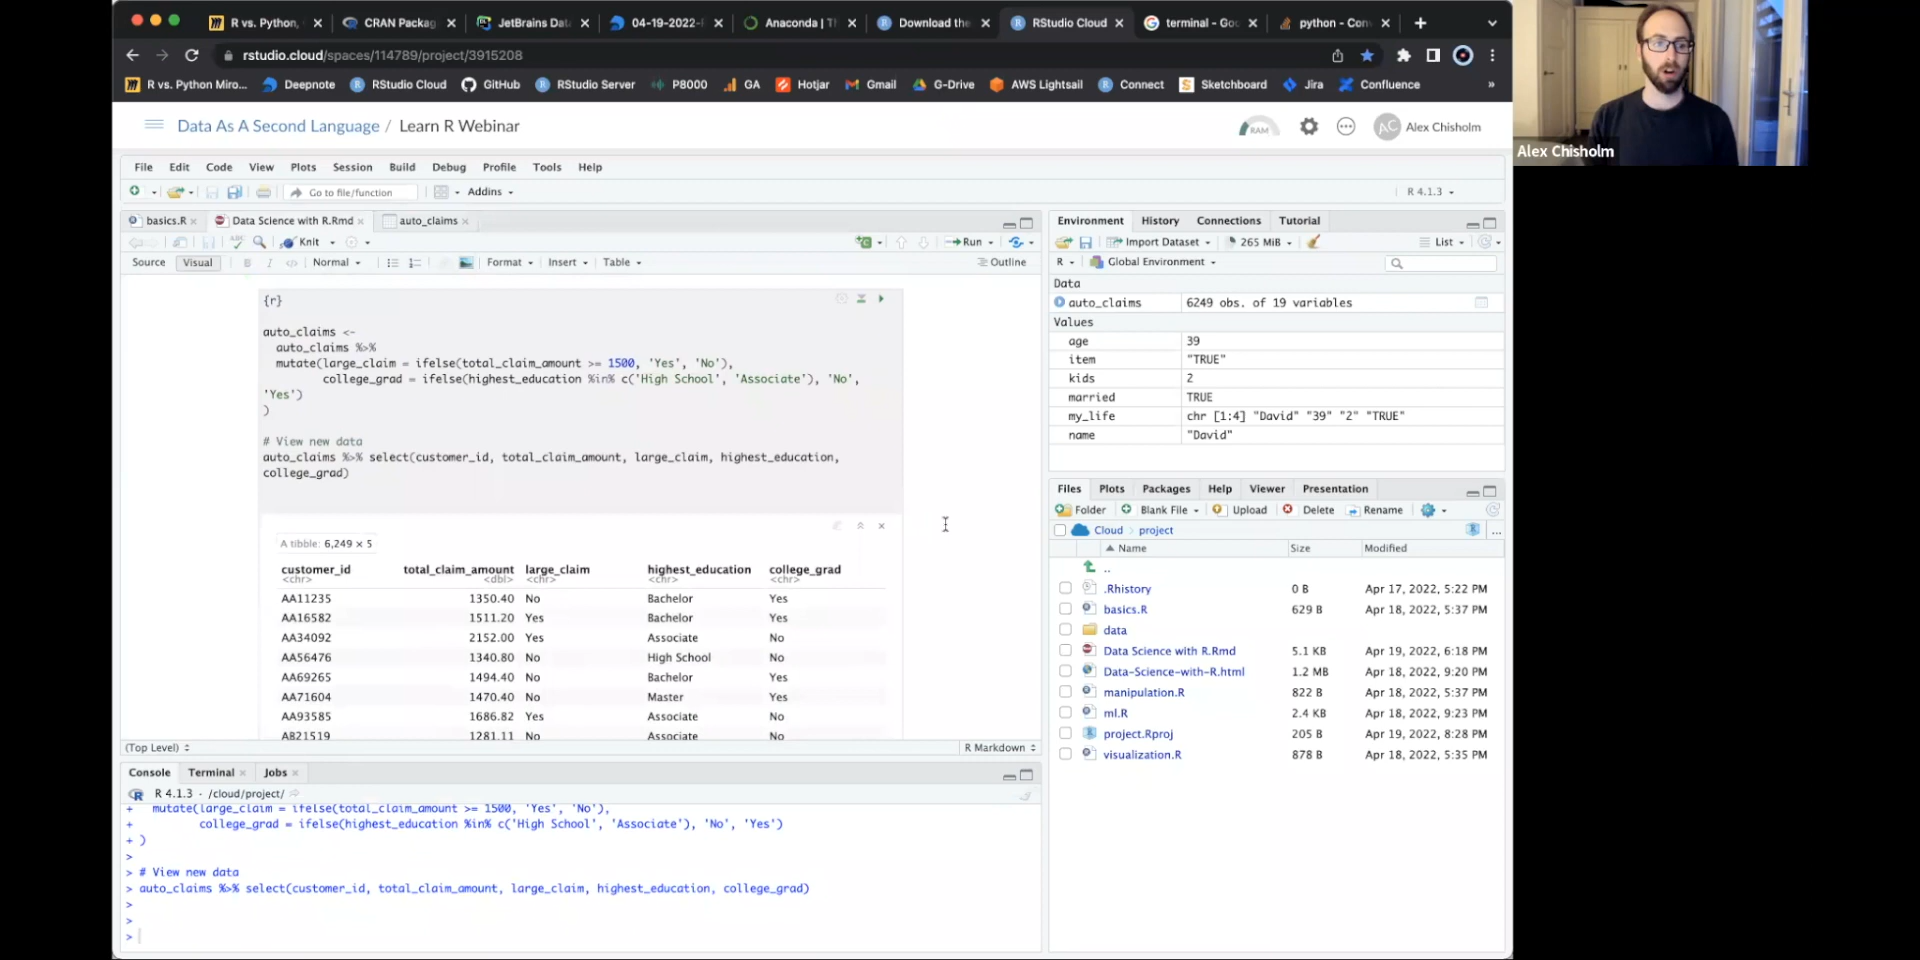 R vs. Python,
CRAN Packag
JetBrains Dat
04-19-2022-
Anaconda | Th
Download the
RStudio Cloud
terminal - Goo
python - Con
rstudio.cloud/spaces/114789/project/3915208
R vs. Python Miro...
Deepnote
RStudio Cloud
GitHub
RStudio Server
P8000
GA
Hotjar
Gmail
G-Drive
AWS Lightsail
Connect
Sketchboard
Jira
Confluence
»
Data As A Second Language / Learn R Webinar
RAM
AC
Alex Chisholm
Alex Chisholm
File Edit Code View Plots Session Build Debug Profile Tools Help
Go to file/function
Addins
R 4.1.3
basics.R
Data Science with R.Rmd
auto_claims
ABC
Knit
Run
Source
Visual
B
I
Normal
Format
Insert
Table
Outline
{r}
auto_claims <-
auto_claims %>%
mutate(large_claim = ifelse(total_claim_amount >= 1500, 'Yes', 'No'),
college_grad = ifelse(highest_education %in% c('High School', 'Associate'), 'No',
'Yes')
)
# View new data
auto_claims %>% select(customer_id, total_claim_amount, large_claim, highest_education,
college_grad)
A tibble: 6,249 × 5
customer_id total_claim_amount large_claim highest_education college_grad
<chr> <dbl> <chr> <chr> <chr>
AA11235 1350.40 No Bachelor Yes
AA16582 1511.20 Yes Bachelor Yes
AA34092 2152.00 Yes Associate No
AA56476 1340.80 No High School No
AA69265 1494.40 No Bachelor Yes
AA71604 1470.40 No Master Yes
AA93585 1686.82 Yes Associate No
AB21519 1281.11 No Associate No
(Top Level)
R Markdown
Console Terminal Jobs
R 4.1.3 · /cloud/project/
+ mutate(large_claim = ifelse(total_claim_amount >= 1500, 'Yes', 'No'),
+ college_grad = ifelse(highest_education %in% c('High School', 'Associate'), 'No', 'Yes')
+ )
>
> # View new data
> auto_claims %>% select(customer_id, total_claim_amount, large_claim, highest_education, college_grad)
>
>
>
Environment History Connections Tutorial
Import Dataset
265 MiB
List
R
Global Environment
Data
auto_claims 6249 obs. of 19 variables
Values
age 39
item "TRUE"
kids 2
married TRUE
my_life chr [1:4] "David" "39" "2" "TRUE"
name "David"
Files Plots Packages Help Viewer Presentation
Folder
Blank File
Upload
Delete
Rename
Cloud
project
...
Name Size Modified
..
.Rhistory 0 B Apr 17, 2022, 5:22 PM
basics.R 629 B Apr 18, 2022, 5:37 PM
data
Data Science with R.Rmd 5.1 KB Apr 19, 2022, 6:18 PM
Data-Science-with-R.html 1.2 MB Apr 18, 2022, 9:20 PM
manipulation.R 822 B Apr 18, 2022, 5:37 PM
ml.R 2.4 KB Apr 18, 2022, 9:23 PM
project.Rproj 205 B Apr 19, 2022, 8:28 PM
visualization.R 878 B Apr 18, 2022, 5:35 PM